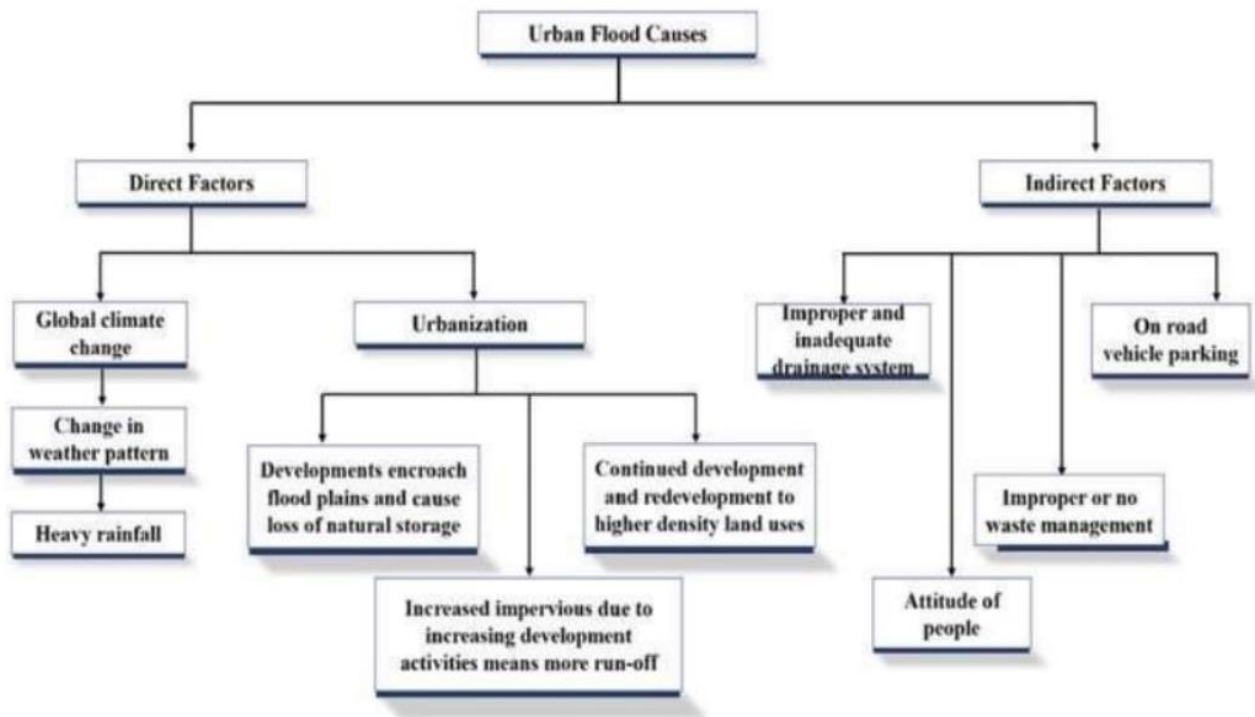 Urban Flood Causes
Direct Factors
Indirect Factors
Global climate
change
Urbanization
Improper and
inadequate
drainage system
On road
vehicle parking
Change in
weather pattern
Developments encroach
flood plains and cause
loss of natural storage
Continued development
and redevelopment to
higher density land uses
Improper or no
waste management
Heavy rainfall
Increased impervious due to
increasing development
activities means more run-off
Attitude of
people